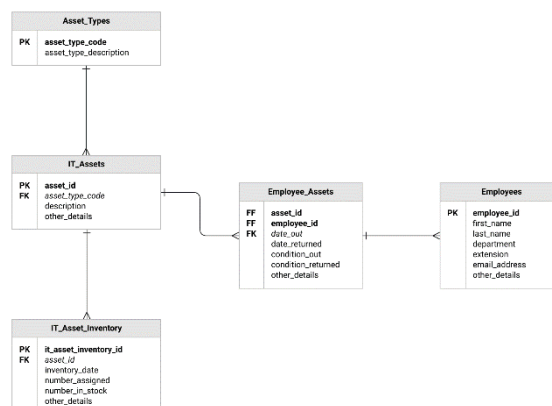 Asset_Types
PK asset_type_code
asset_type_description
IT_Assets
PK asset_id
FK asset_type_code
description
other_details
Employee_Assets
FF asset_id
FF employee_id
FK date_out
date_returned
condition_out
condition_returned
other_details
Employees
PK employee_id
first_name
last_name
department
extension
email_address
other_details
IT_Asset_Inventory
PK it_asset_inventory_id
FK asset_id
inventory_date
number_assigned
number_in_stock
other_details